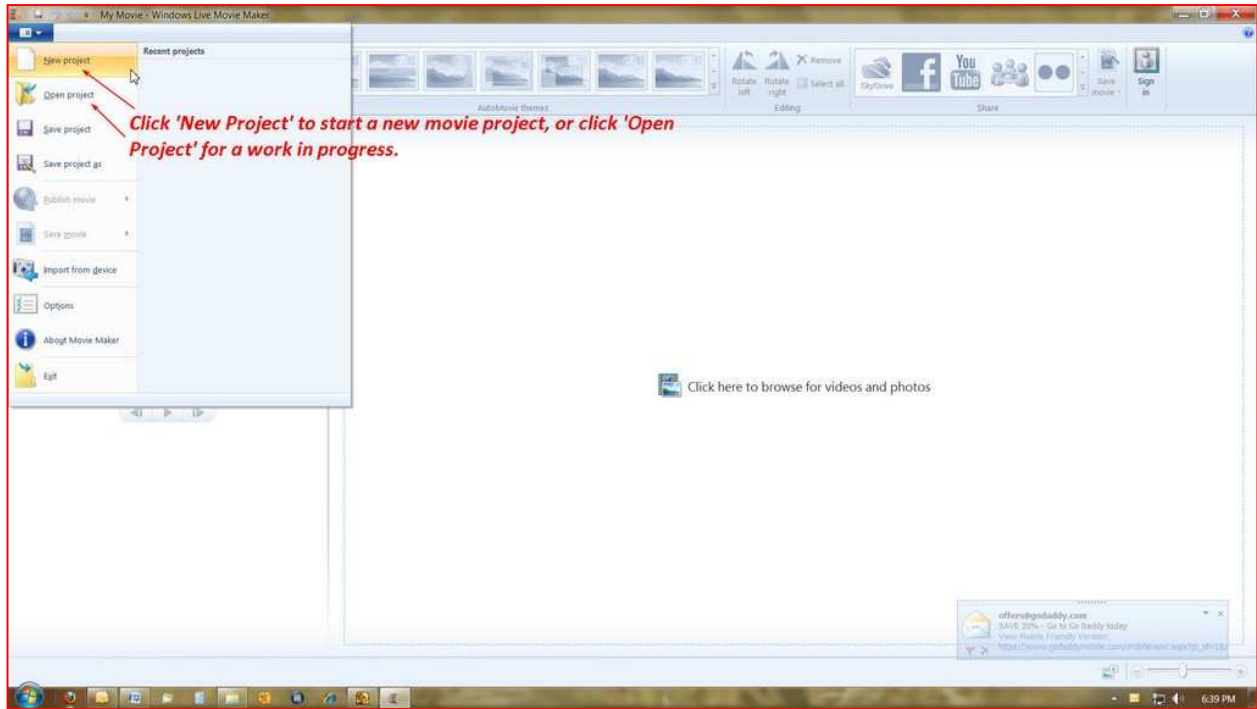 My Movie - Windows Live Movie Maker
New project
Recent projects
Open project
Save project
Save project as
Publish movie
Save movie
Import from device
Options
About Movie Maker
Exit
Click 'New Project' to start a new movie project, or click 'Open
Project' for a work in progress.
AutoMovie themes
Rotate left
Rotate right
Remove
Select all
Editing
SkyDrive
You
Tube
Share
Save movie
Sign in
Click here to browse for videos and photos
offers@godaddy.com
SAVE 30% - Go to Go Daddy today
View Mobile Friendly Version:
6:39 PM